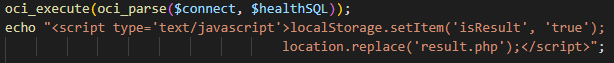 oci_execute(oci_parse($connect, $healthSQL));
echo "<script type='text/javascript'>localStorage.setItem('isResult', 'true');
location.replace('result.php');</script>";